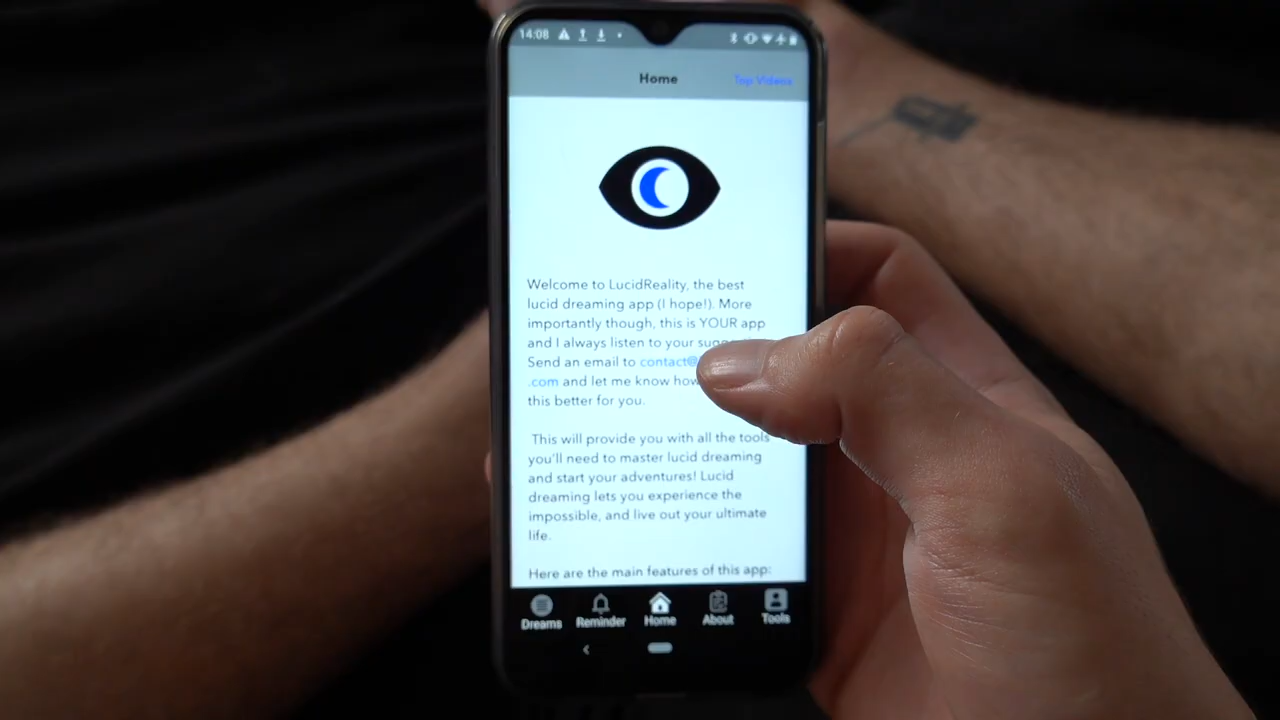 14:08
Home
Top Videos
Welcome to LucidReality, the best
lucid dreaming app (I hope!). More
importantly though, this is YOUR app
and I always listen to your
Send an email to contact@
.com and let me know how
this better for you.
This will provide you with all the tools
you'll need to master lucid dreaming
and start your adventures! Lucid
dreaming lets you experience the
impossible, and live out your ultimate
life.
Here are the main features of this app:
Dreams
Reminder
Home
About
Tools